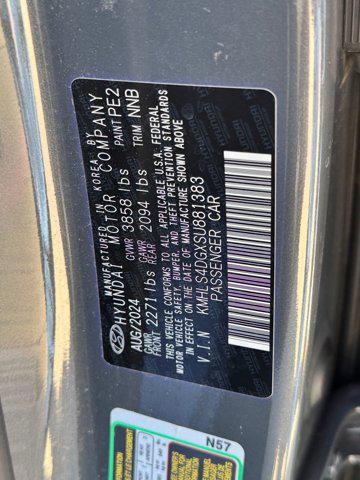 MANUFACTURED IN KOREA BY
HYUNDAI MOTOR COMPANY
AUG/2024 GVWR 3858 lbs PAINT PE2
GAWR FRONT 2271 lbs GAWR REAR 2094 lbs TRIM NNB
THIS VEHICLE CONFORMS TO ALL APPLICABLE U.S.A. FEDERAL
MOTOR VEHICLE SAFETY, BUMPER, AND THEFT PREVENTION STANDARDS
IN EFFECT ON THE DATE OF MANUFACTURE SHOWN ABOVE
V.I.N KMHLS4DGXSU881383
PASSENGER CAR
N57